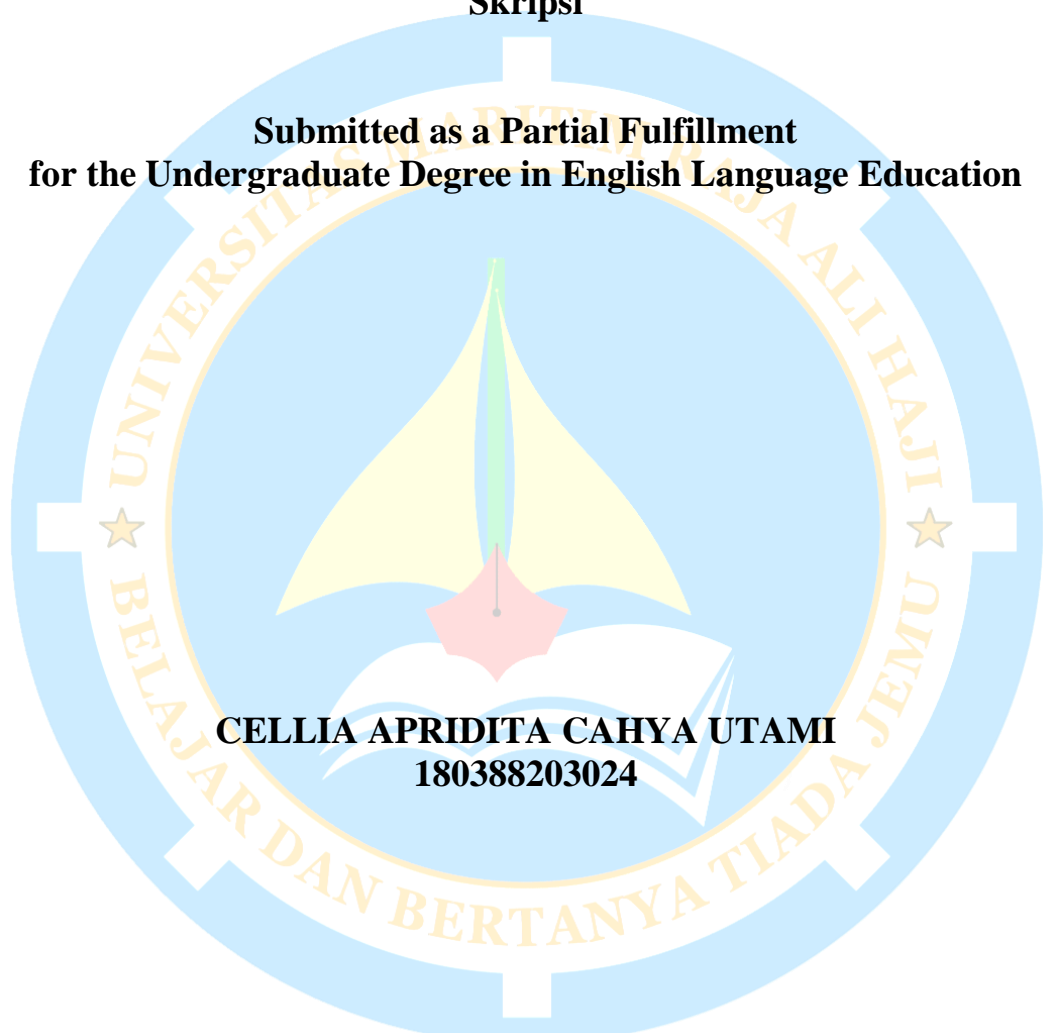 Skripsi
Submitted as a Partial Fulfillment
for the Undergraduate Degree in English Language Education
UNIVERSITAS MARITIM RAJA ALI HAJI
CELLIA APRIDITA CAHYA UTAMI
180388203024
BELAJAR DAN BERTANYA TIADA JEMU